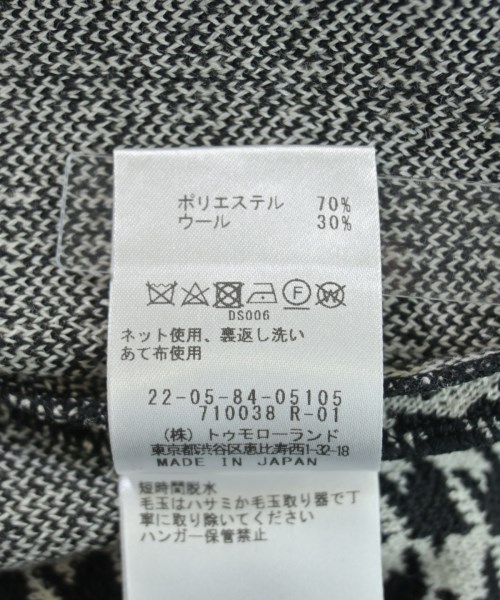 ポリエステル 70%
ウール 30%
F
W
DS006
ネット使用、裏返し洗い
あて布使用
22-05-84-05105
710038 R-01
（株）トゥモローランド
東京都渋谷区恵比寿西1-32-18
MADE IN JAPAN
短時間脱水
毛玉はハサミか毛玉取り器で丁
寧に取り除いてください
ハンガー保管禁止